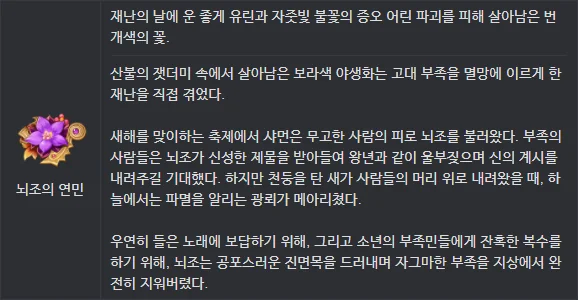 재난의 날에 운 좋게 유린과 자줏빛 불꽃의 증오 어린 파괴를 피해 살아남은 번
개색의 꽃.
산불의 잿더미 속에서 살아남은 보라색 야생화는 고대 부족을 멸망에 이르게 한
재난을 직접 겪었다.
새해를 맞이하는 축제에서 샤먼은 무고한 사람의 피로 뇌조를 불러왔다. 부족의
사람들은 뇌조가 신성한 제물을 받아들여 왕년과 같이 울부짖으며 신의 계시를
내려주길 기대했다. 하지만 천둥을 탄 새가 사람들의 머리 위로 내려왔을 때, 하
늘에서는 파멸을 알리는 광뢰가 메아리쳤다.
뇌조의 연민
우연히 들은 노래에 보답하기 위해, 그리고 소년의 부족민들에게 잔혹한 복수를
하기 위해, 뇌조는 공포스러운 진면목을 드러내며 자그마한 부족을 지상에서 완
전히 지워버렸다.